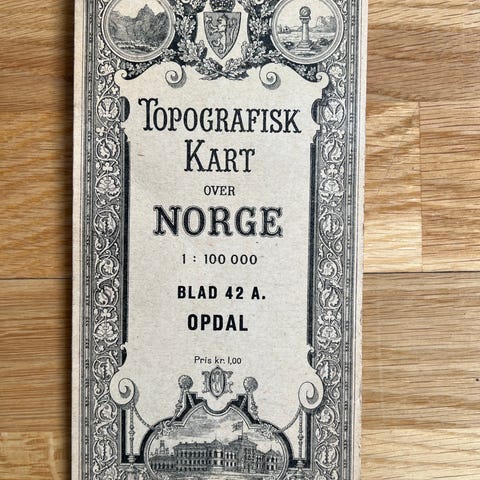 TOPOGRAFISK
KART
OVER
NORGE
1 : 100 000
BLAD 42 A.
OPDAL
Pris kr. 1,00